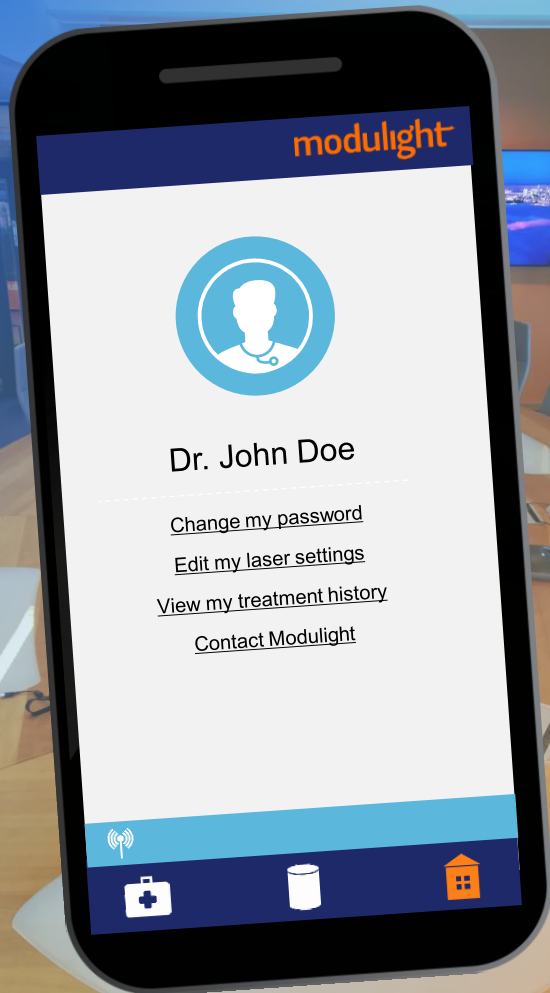 modulight
Dr. John Doe
Change my password
Edit my laser settings
View my treatment history
Contact Modulight